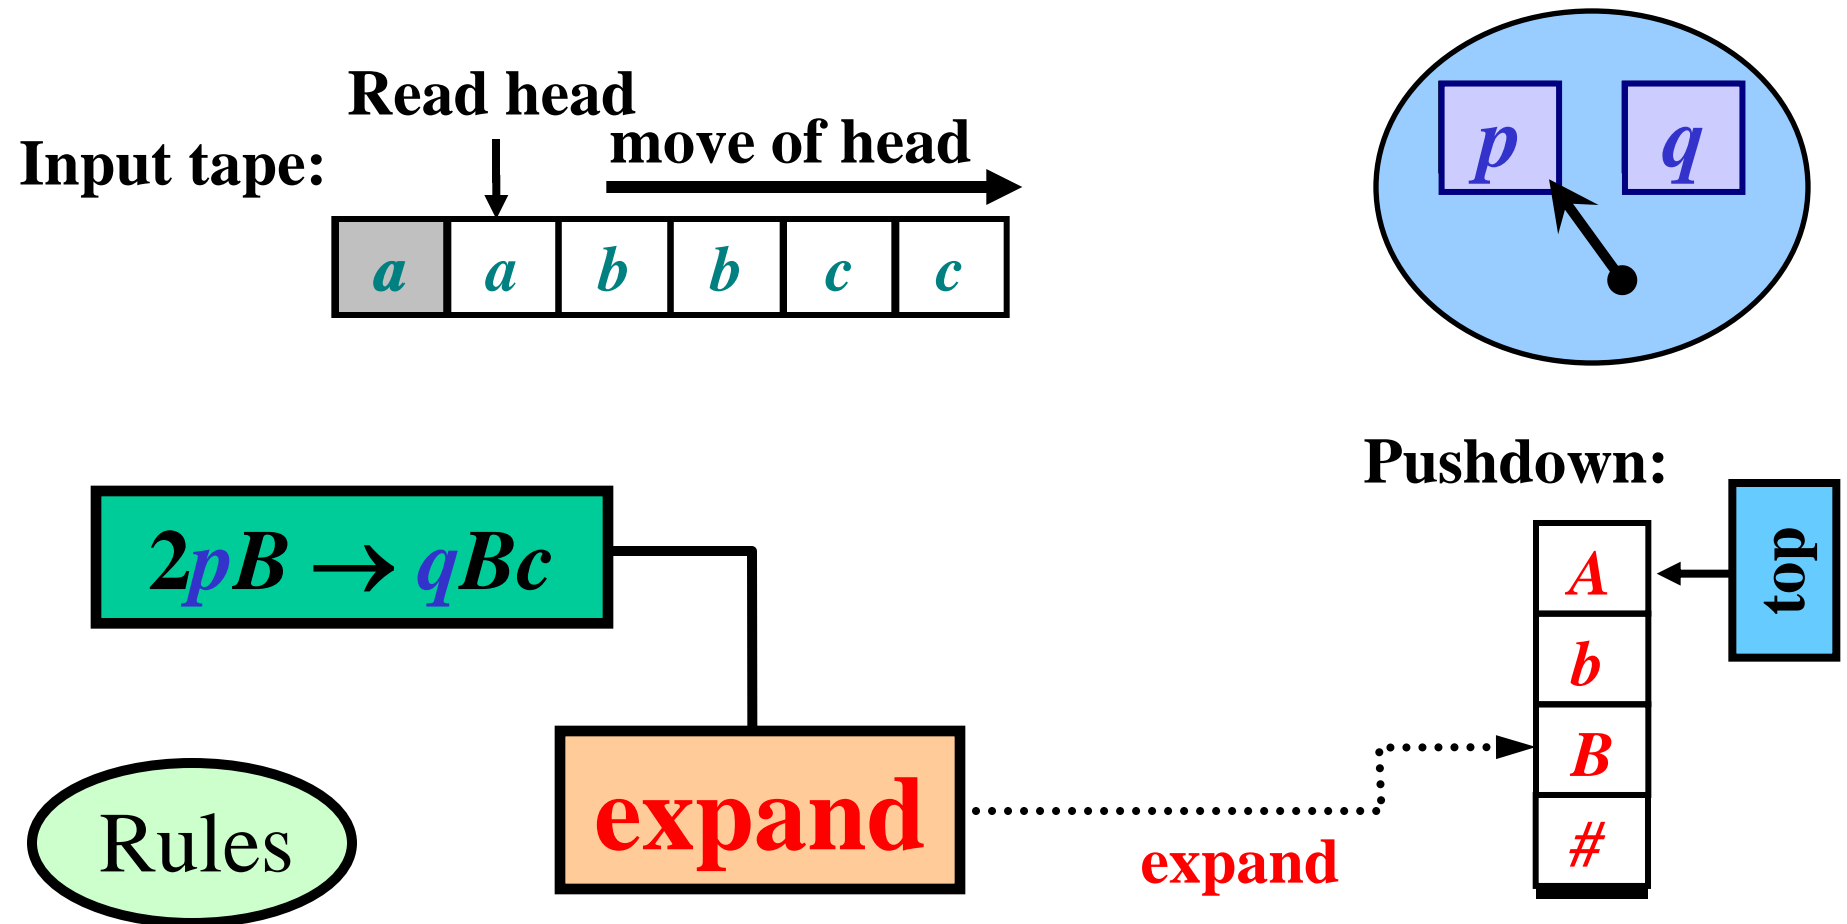 Read head
move of head
Input tape:
a a b b c c
p q
Pushdown:
top
2pB → qBc
A
b
B
#
expand
expand
Rules